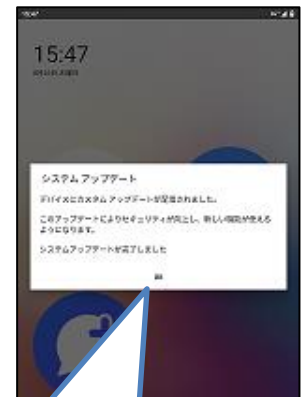 15:47
15:47
システム アップデート
デバイスにカスタム アップデートが配信されました。
このアップデートによりセキュリティが向上し、新しい機能が使える
ようになります。
システムアップデートが完了しました